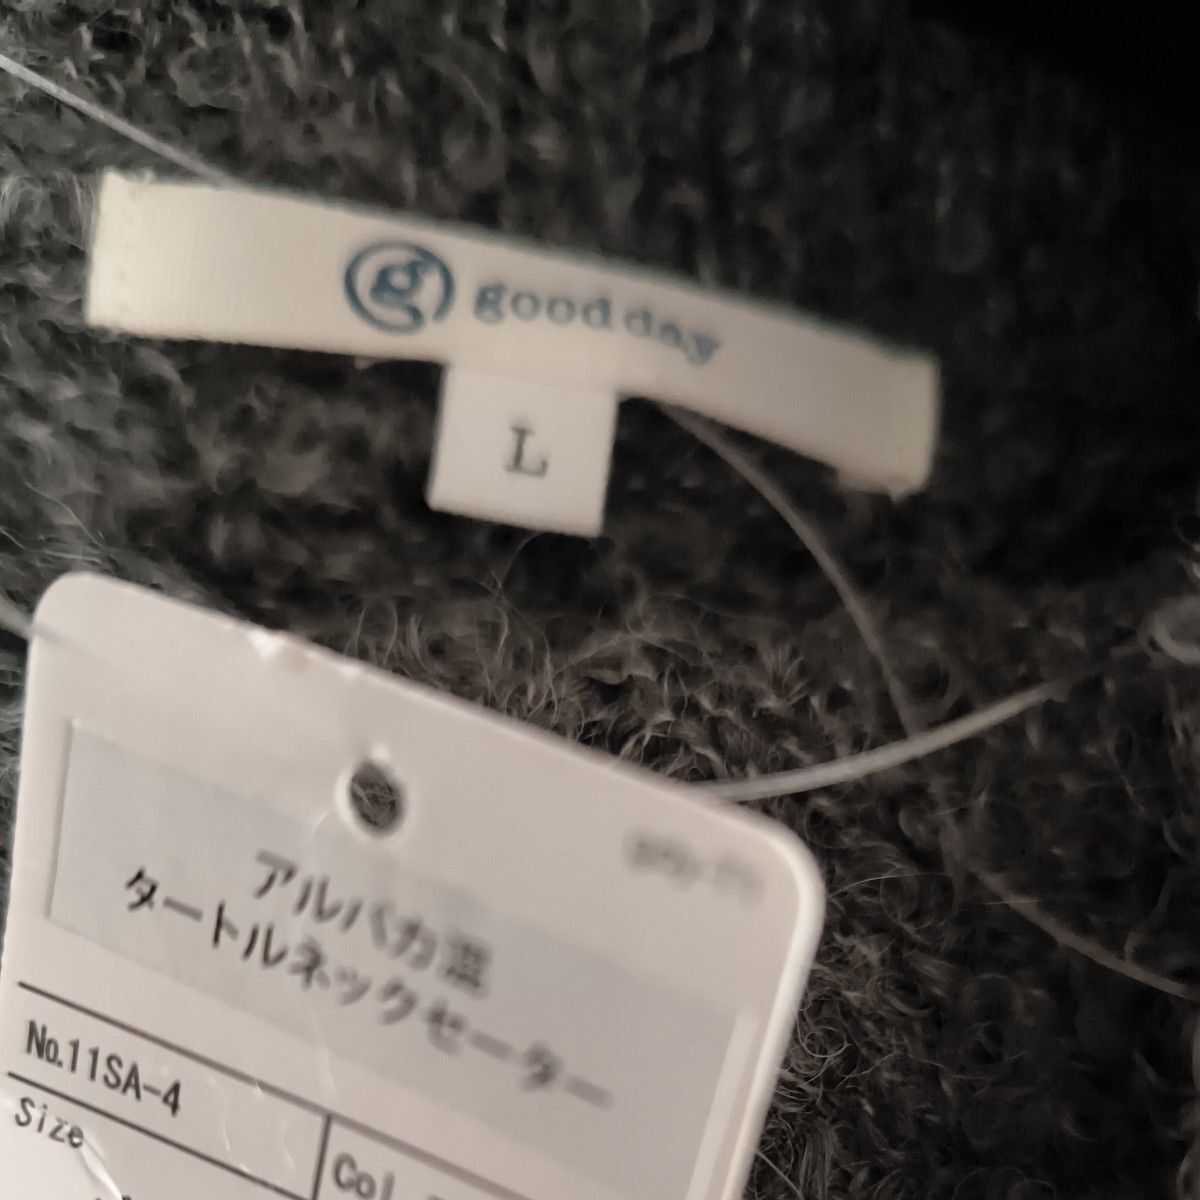 g good day
L
アルパカ混
タートルネックセーター
No.11SA-4
Size
Col